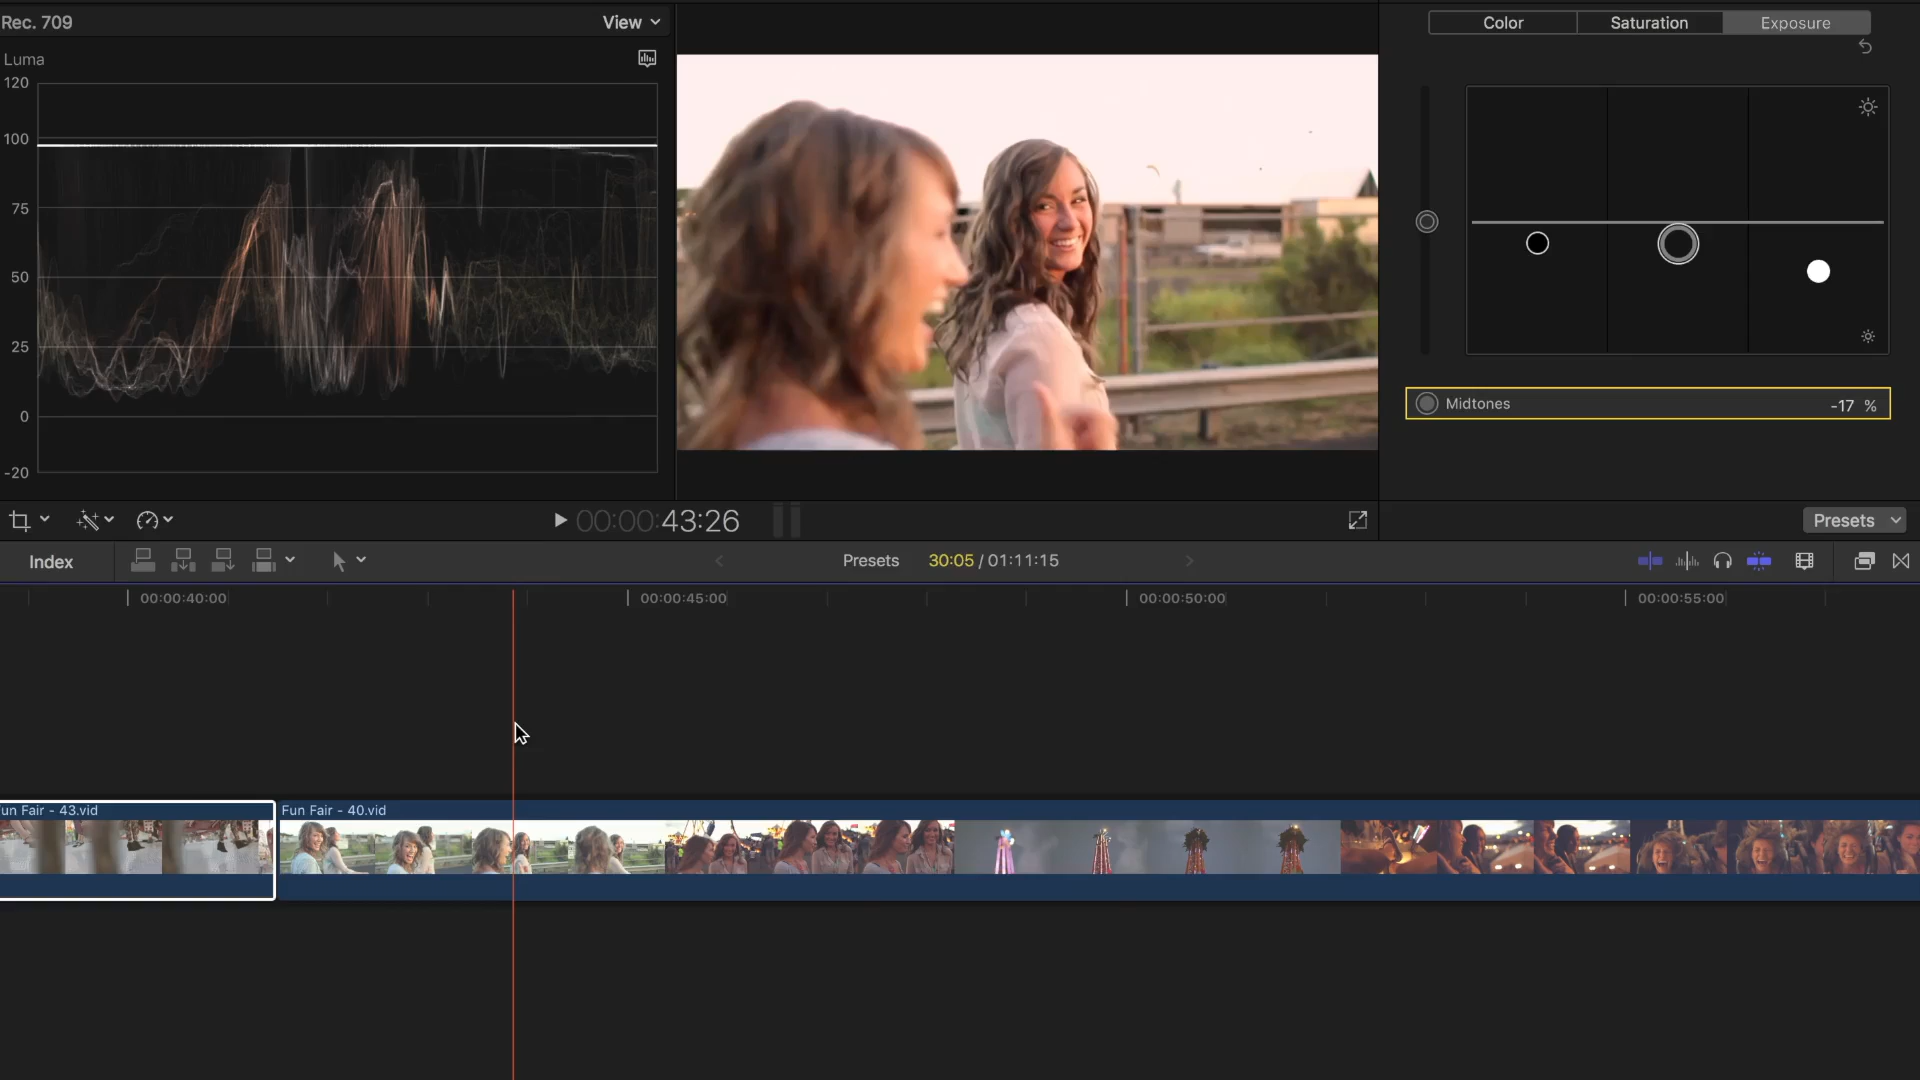 Rec. 709
View
Color
Saturation
Exposure
Luma
120
100
75
50
25
0
-20
Midtones
-17 %
00:00:43:26
Presets
Index
Presets
30:05 / 01:11:15
00:00:40:00
00:00:45:00
00:00:50:00
00:00:55:00
un Fair - 43.vid
Fun Fair - 40.vid